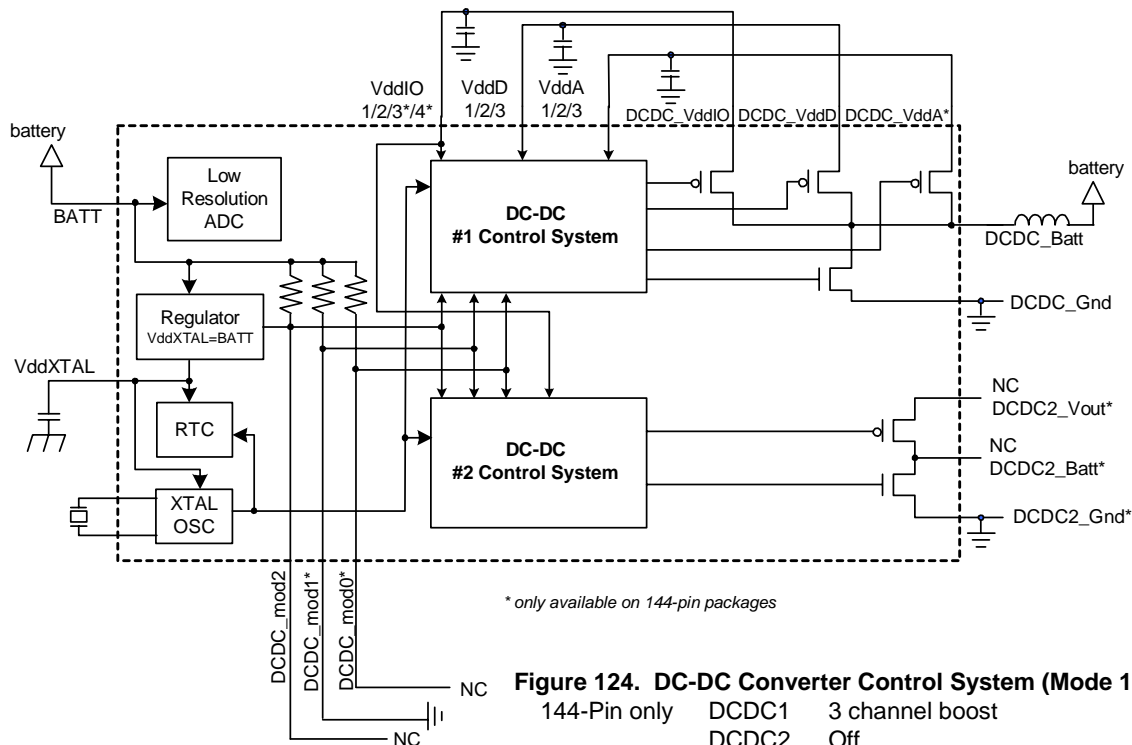 VddIO
1/2/3*/4*
VddD
1/2/3
VddA
1/2/3
DCDC_VddIO
DCDC_VddD
DCDC_VddA*
battery
BATT
Low
Resolution
ADC
DC-DC
#1 Control System
battery
DCDC_Batt
DCDC_Gnd
Regulator
VddXTAL=BATT
VddXTAL
RTC
XTAL
OSC
DC-DC
#2 Control System
NC
DCDC2_Vout*
NC
DCDC2_Batt*
DCDC2_Gnd*
DCDC_mod2
DCDC_mod1*
DCDC_mod0*
* only available on 144-pin packages
NC
NC
Figure 124. DC-DC Converter Control System (Mode 1
144-Pin only DCDC1 3 channel boost
DCDC2 Off